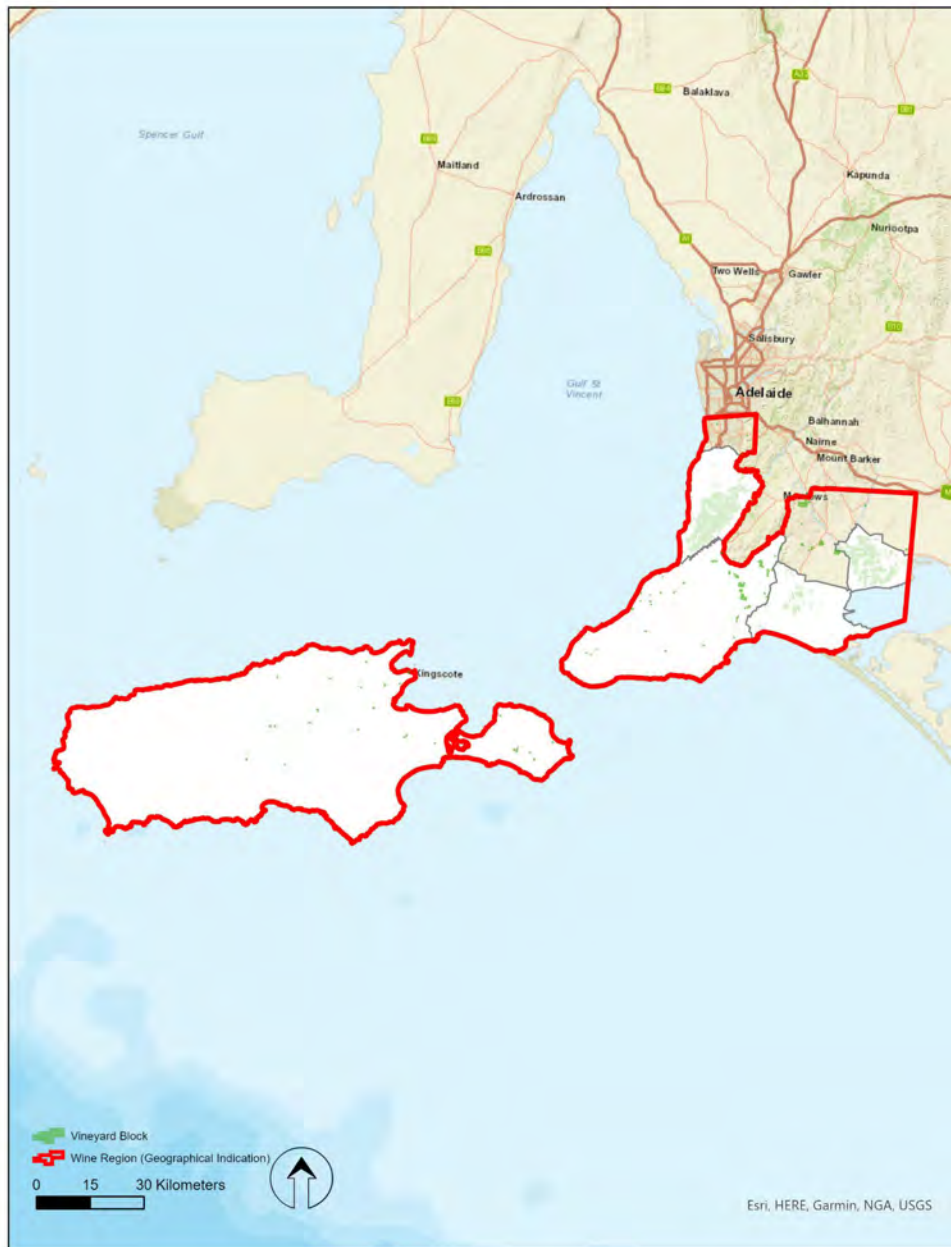 Balaklava
Spencer Gulf
Maitland
Kapunda
Ardrossan
Nuriootpa
A1
Two Wells
Gawler
Salisbury
Gulf St
Vincent
Adelaide
Balhannah
Nairne
Mount Barker
Kingscote
Vineyard Block
Wine Region (Geographical Indication)
0 15 30 Kilometers
Esri, HERE, Garmin, NGA, USGS